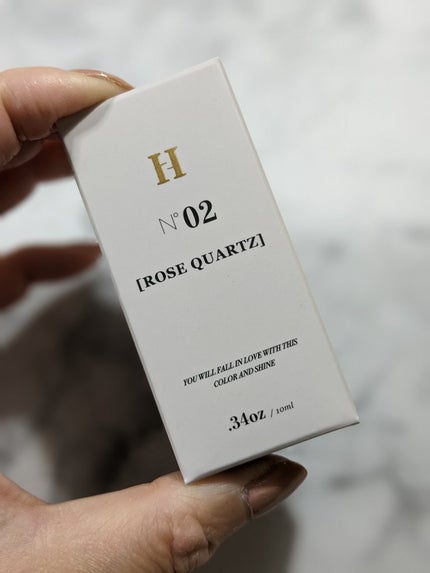 H
N° 02
[ROSE QUARTZ]
YOU WILL FALL IN LOVE WITH THIS
COLOR AND SHINE
.34oz / 10ml